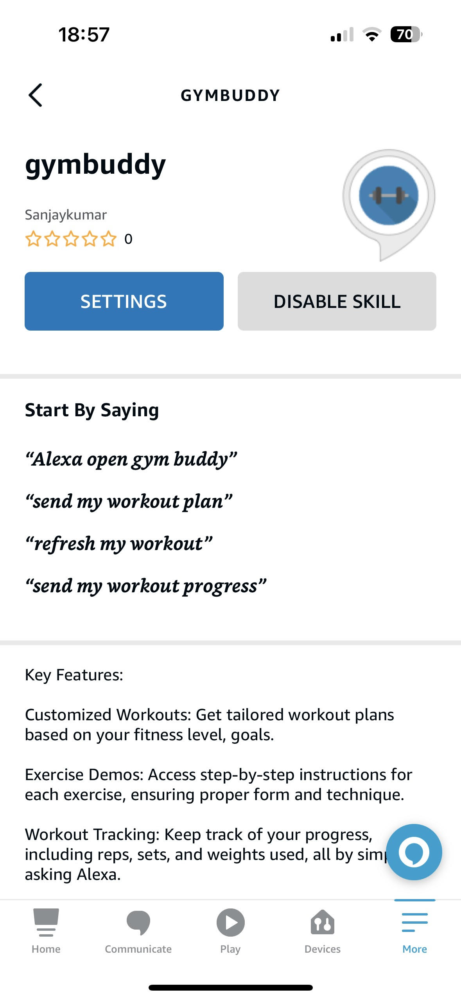 18:57
70
GYMBUDDY
gymbuddy
Sanjaykumar
0
SETTINGS
DISABLE SKILL
Start By Saying
“Alexa open gym buddy”
“send my workout plan”
“refresh my workout”
“send my workout progress”
Key Features:
Customized Workouts: Get tailored workout plans
based on your fitness level, goals.
Exercise Demos: Access step-by-step instructions for
each exercise, ensuring proper form and technique.
Workout Tracking: Keep track of your progress,
including reps, sets, and weights used, all by
asking Alexa.
Home
Communicate
Play
Devices
More